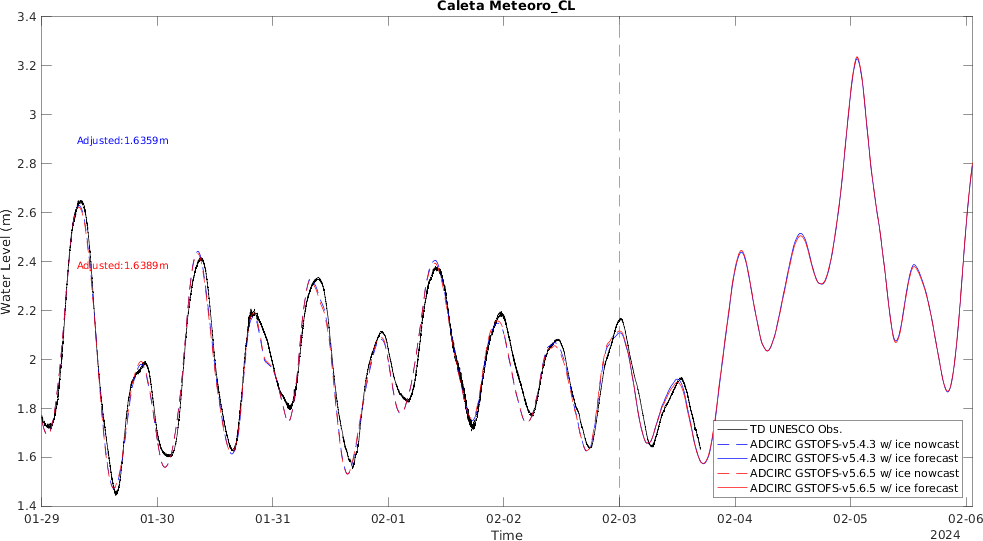 Caleta Meteoro_CL
3.4
3.2
3
2.8
2.6
2.4
2.2
2
1.8
1.6
1.4
Water Level (m)
Adjusted:1.6359m
Adjusted:1.6389m
TD UNESCO Obs.
ADCIRC GSTOFS-v5.4.3 w/ ice nowcast
ADCIRC GSTOFS-v5.4.3 w/ ice forecast
ADCIRC GSTOFS-v5.6.5 w/ ice nowcast
ADCIRC GSTOFS-v5.6.5 w/ ice forecast
01-29 01-30 01-31 02-01 02-02 02-03 02-04 02-05 02-06
Time
2024